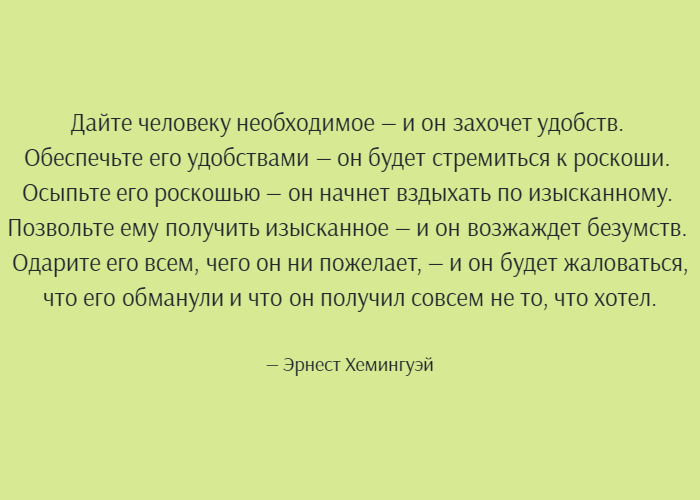 Дайте человеку необходимое – и он захочет удобств.
Обеспечьте его удобствами – он будет стремиться к роскоши.
Осыпьте его роскошью – он начнет вздыхать по изысканному.
Позвольте ему получить изысканное – и он возжаждет безумств.
Одарите его всем, чего он ни пожелает, – и он будет жаловаться,
что его обманули и что он получил совсем не то, что хотел.
– Эрнест Хемингуэй